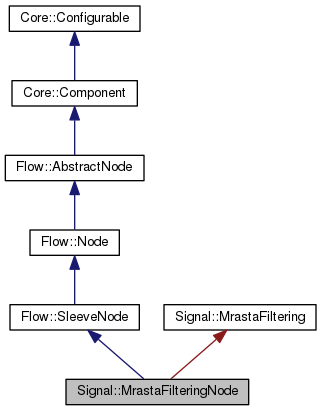 Core::Configurable
Core::Component
Flow::AbstractNode
Flow::Node
Flow::SleeveNode
Signal::MrastaFiltering
Signal::MrastaFilteringNode